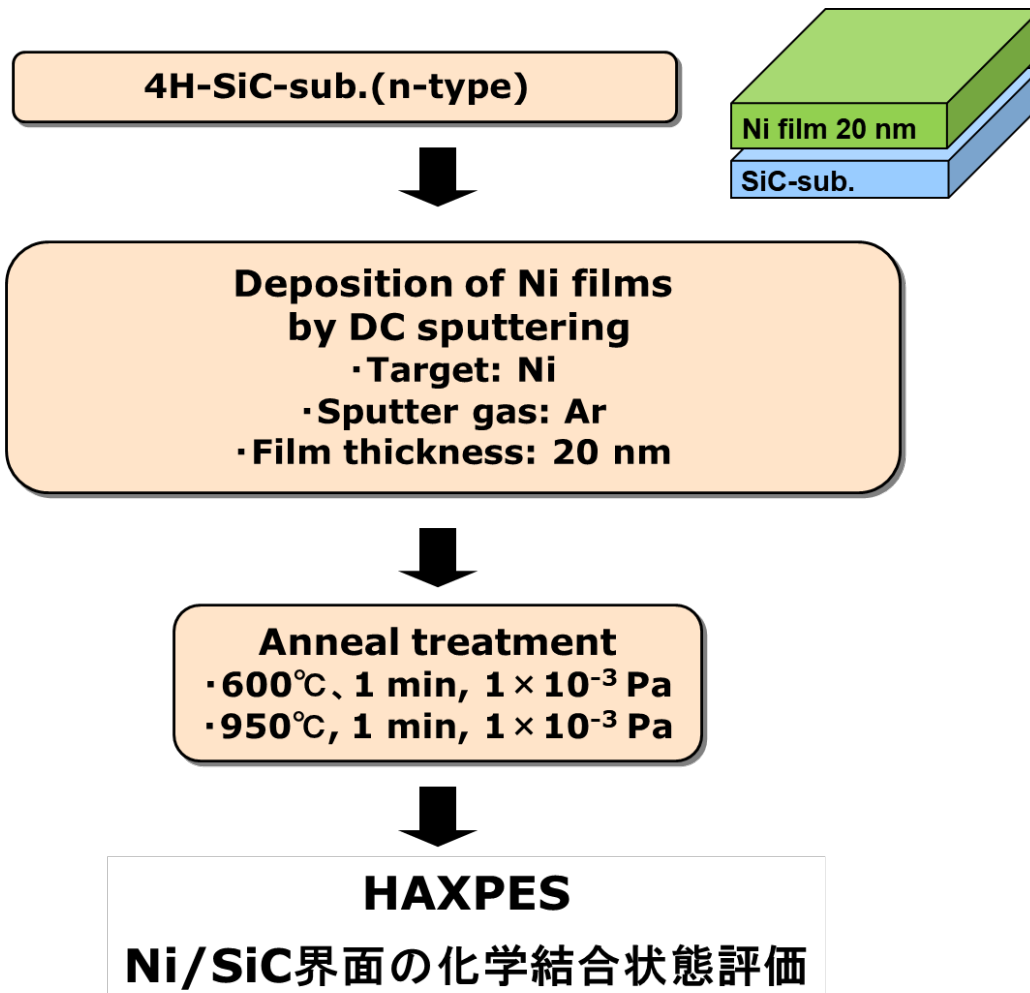 4H-SiC-sub.(n-type)
Ni film 20 nm
SiC-sub.
Deposition of Ni films
by DC sputtering
・Target: Ni
・Sputter gas: Ar
・Film thickness: 20 nm
Anneal treatment
・600℃、1 min, 1×10⁻³ Pa
・950℃, 1 min, 1×10⁻³ Pa
HAXPES
Ni/SiC界面の化学結合状態評価